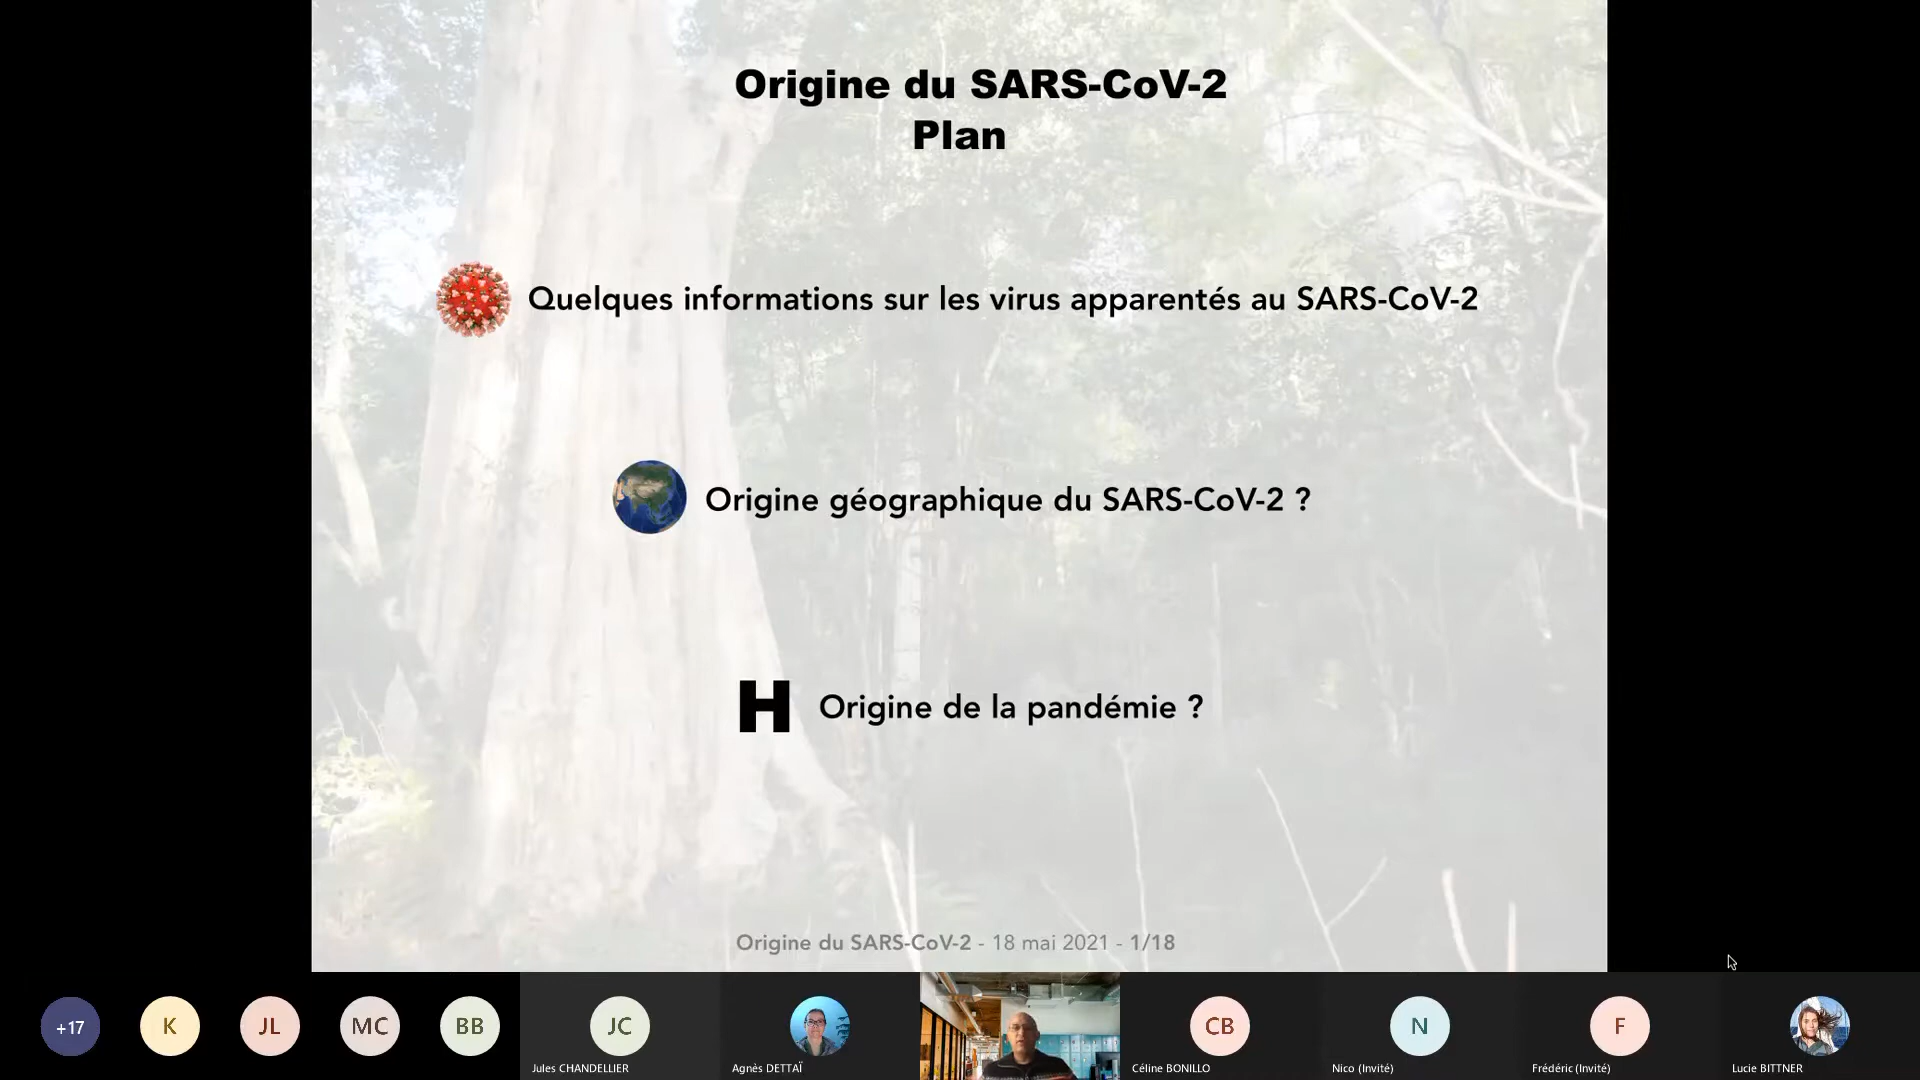 Origine du SARS-CoV-2
Plan
Quelques informations sur les virus apparentés au SARS-CoV-2
Origine géographique du SARS-CoV-2 ?
H Origine de la pandémie ?
Origine du SARS-CoV-2 - 18 mai 2021 - 1/18
+17
K
JL
MC
BB
JC
CB
N
F
Jules CHANDELLIER
Agnès DETTAÏ
Céline BONILLO
Nico (Invité)
Frédéric (Invité)
Lucie BITTNER